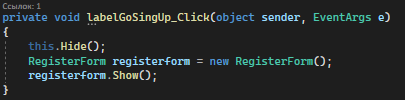 Ссылок: 1
private void labelGoSingUp_Click(object sender, EventArgs e)
{
this.Hide();
RegisterForm registerform = new RegisterForm();
registerform.Show();
}